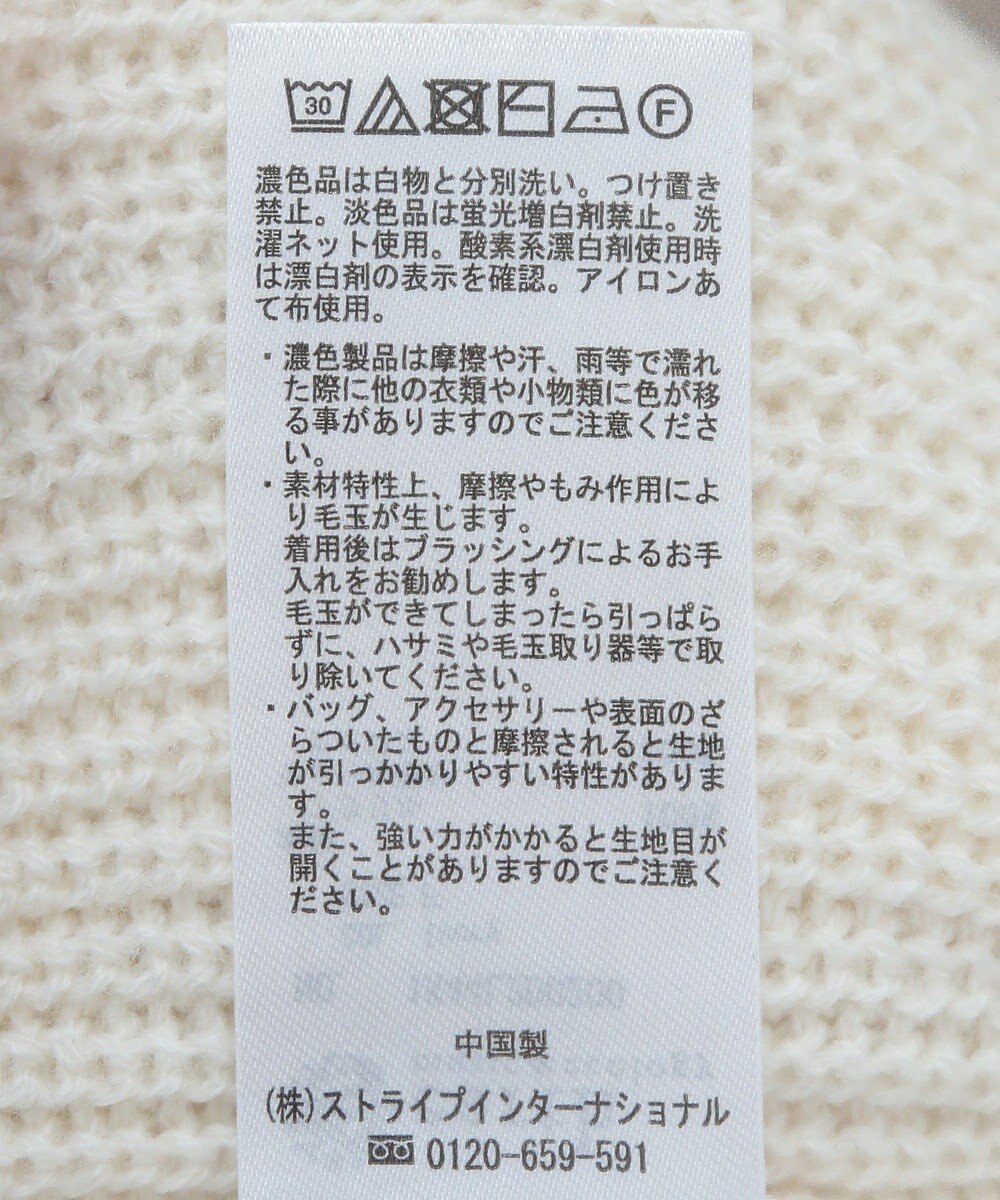 30
F
濃色品は白物と分別洗い。つけ置き
禁止。淡色品は蛍光増白剤禁止。洗
濯ネット使用。酸素系漂白剤使用時
は漂白剤の表示を確認。アイロンあ
て布使用。
・濃色製品は摩擦や汗、雨等で濡れ
た際に他の衣類や小物類に色が移
る事がありますのでご注意くださ
い。
・素材特性上、摩擦やもみ作用によ
り毛玉が生じます。
着用後はブラッシングによるお手
入れをお勧めします。
毛玉ができてしまったら引っぱら
ずに、ハサミや毛玉取り器等で取
り除いてください。
・バッグ、アクセサリーや表面のざ
らついたものと摩擦されると生地
が引っかかりやすい特性がありま
す。
また、強い力がかかると生地目が
開くことがありますのでご注意く
ださい。
中国製
(株)ストライプインターナショナル
0120-659-591